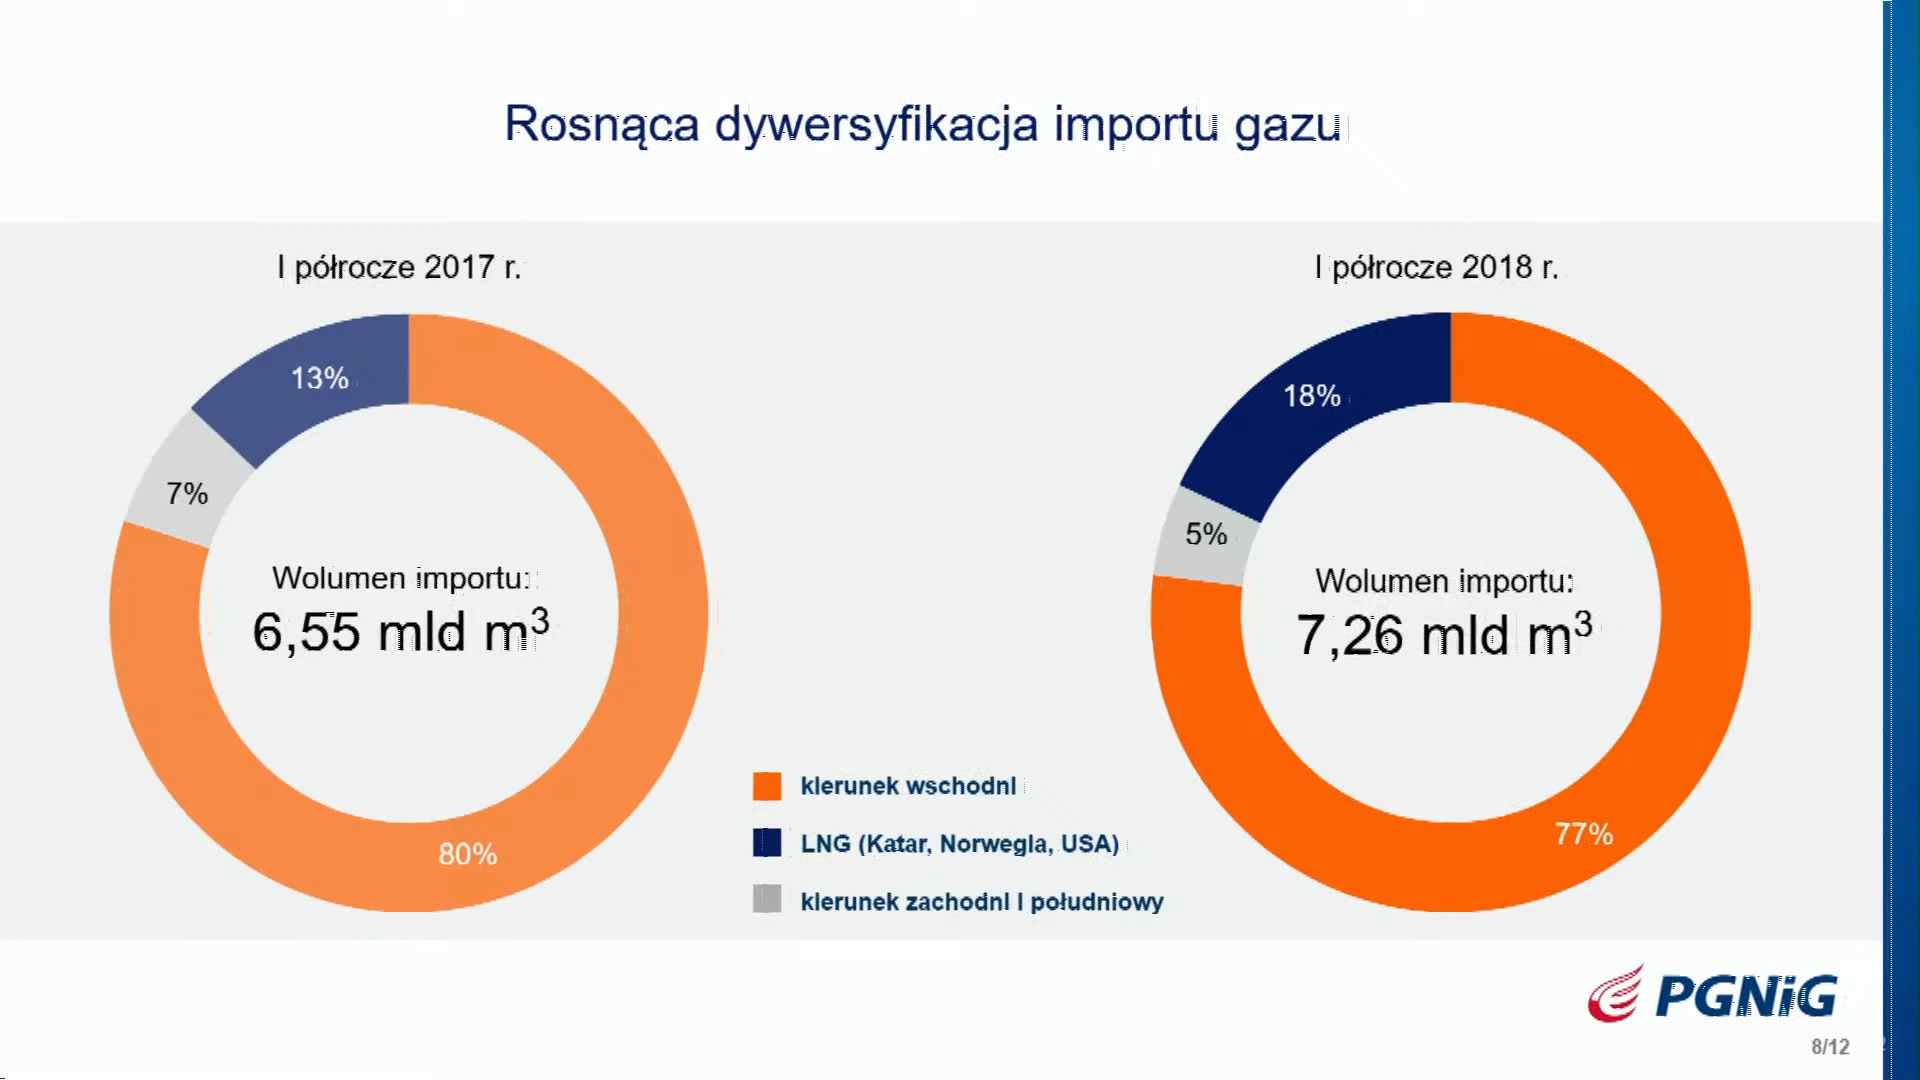 Rosnąca dywersyfikacja importu gazu
I półrocze 2017 r.
13%
7%
Wolumen importu:
6,55 mld m³
80%
I półrocze 2018 r.
18%
5%
Wolumen importu:
7,26 mld m³
77%
kierunek wschodni
LNG (Katar, Norwegia, USA)
kierunek zachodni i południowy
PGNiG
8/12